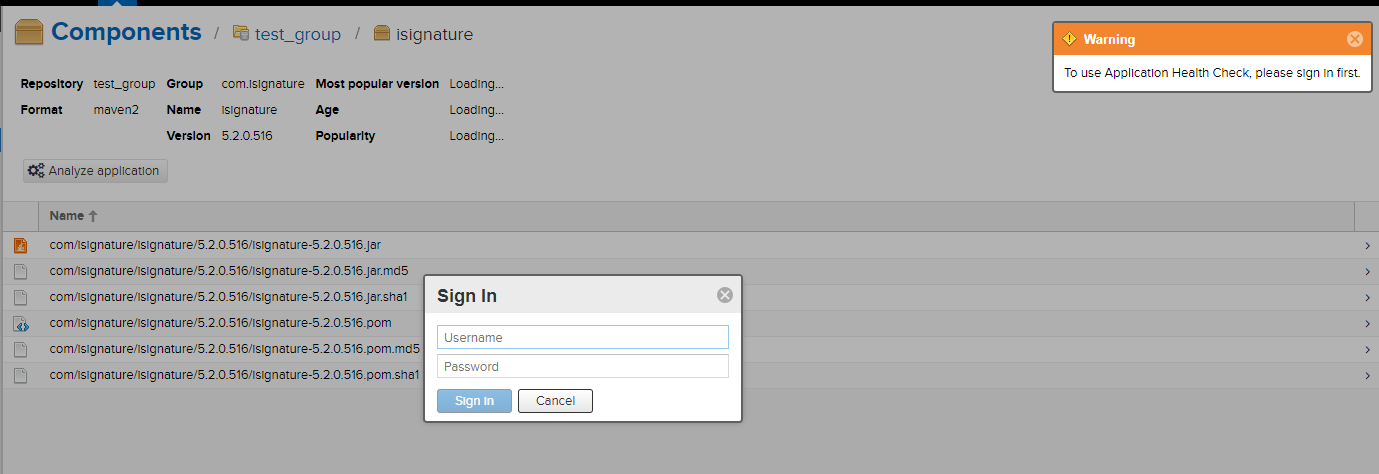 Components / test_group / isignature
Warning
To use Application Health Check, please sign in first.
Repository test_group Group com.isignature Most popular version Loading...
Format maven2 Name isignature Age Loading...
Version 5.2.0.516 Popularity Loading...
Analyze application
Name
com/isignature/isignature/5.2.0.516/isignature-5.2.0.516.jar
com/isignature/isignature/5.2.0.516/isignature-5.2.0.516.jar.md5
com/isignature/isignature/5.2.0.516/isignature-5.2.0.516.jar.sha1
com/isignature/isignature/5.2.0.516/isignature-5.2.0.516.pom
com/isignature/isignature/5.2.0.516/isignature-5.2.0.516.pom.md5
com/isignature/isignature/5.2.0.516/isignature-5.2.0.516.pom.sha1
Sign In
Username
Password
Sign in Cancel